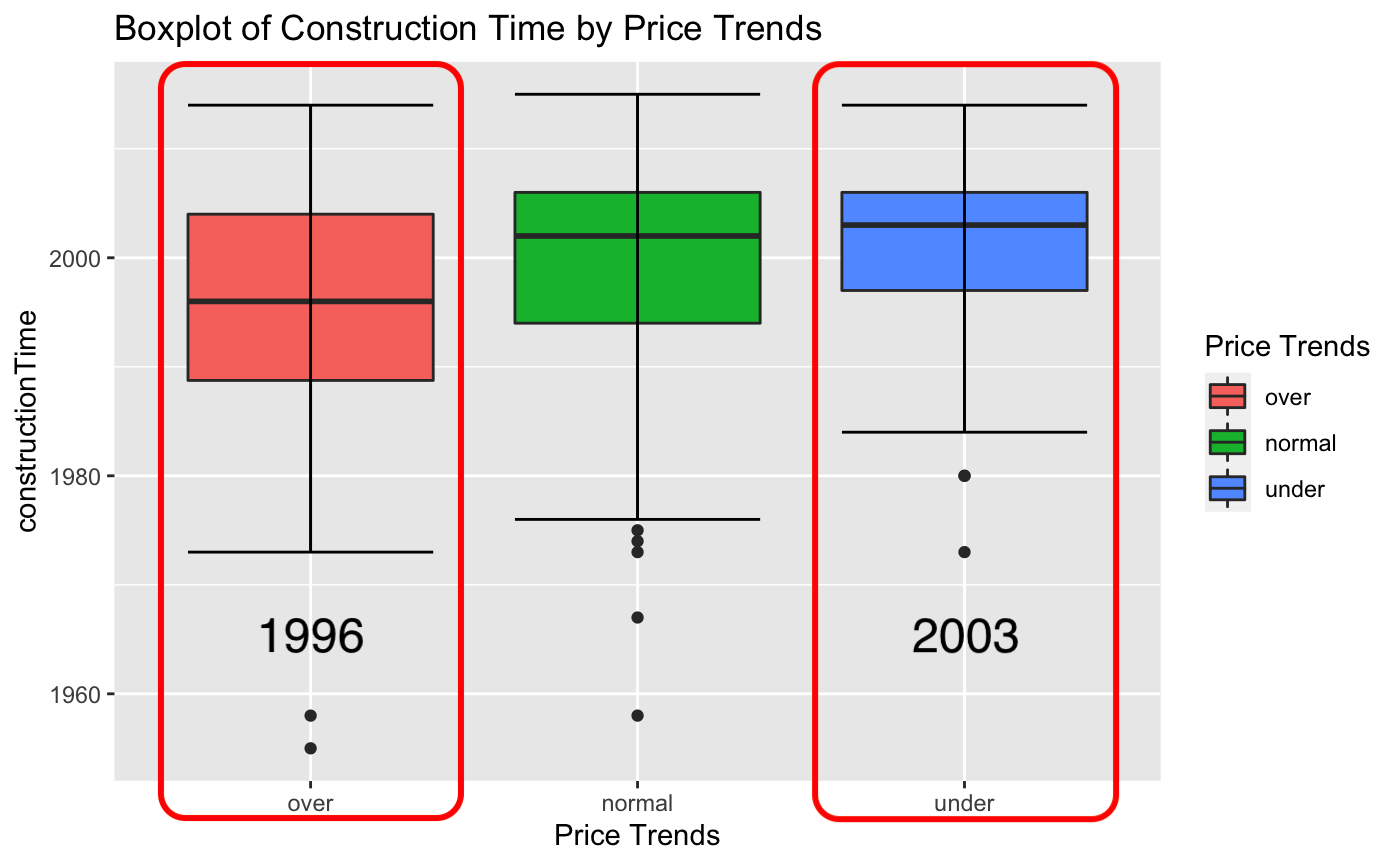 Boxplot of Construction Time by Price Trends
constructionTime
2000
1980
1960
1996
2003
over
normal
under
Price Trends
Price Trends
over
normal
under